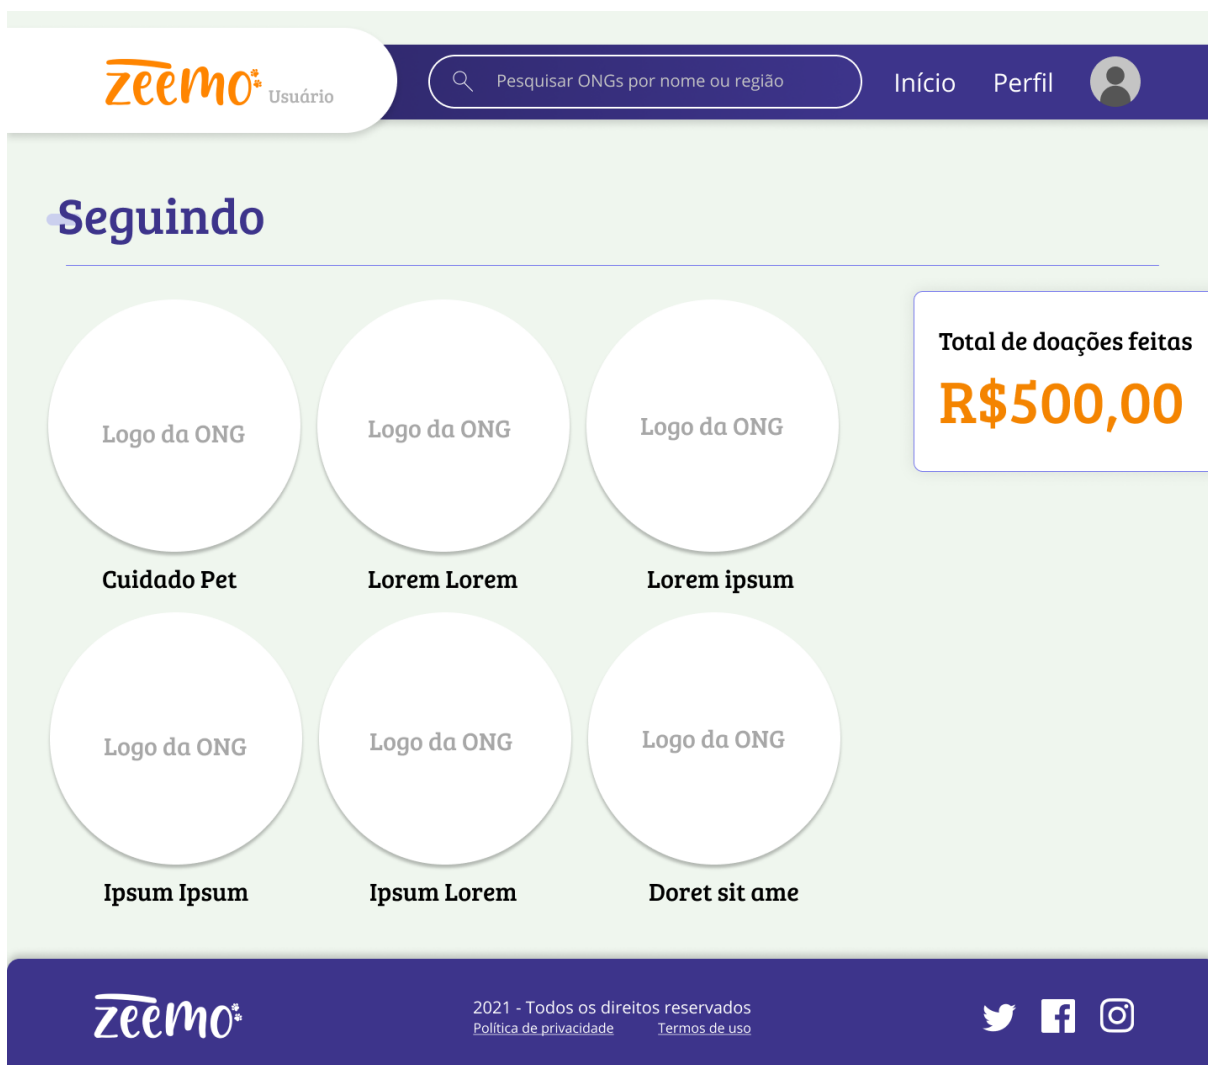 zeemo Usuário
Pesquisar ONGs por nome ou região
Início
Perfil
Seguindo
Total de doações feitas
R$500,00
Logo da ONG
Logo da ONG
Logo da ONG
Cuidado Pet
Lorem Lorem
Lorem ipsum
Logo da ONG
Logo da ONG
Logo da ONG
Ipsum Ipsum
Ipsum Lorem
Doret sit ame
zeemo
2021 - Todos os direitos reservados
Política de privacidade
Termos de uso